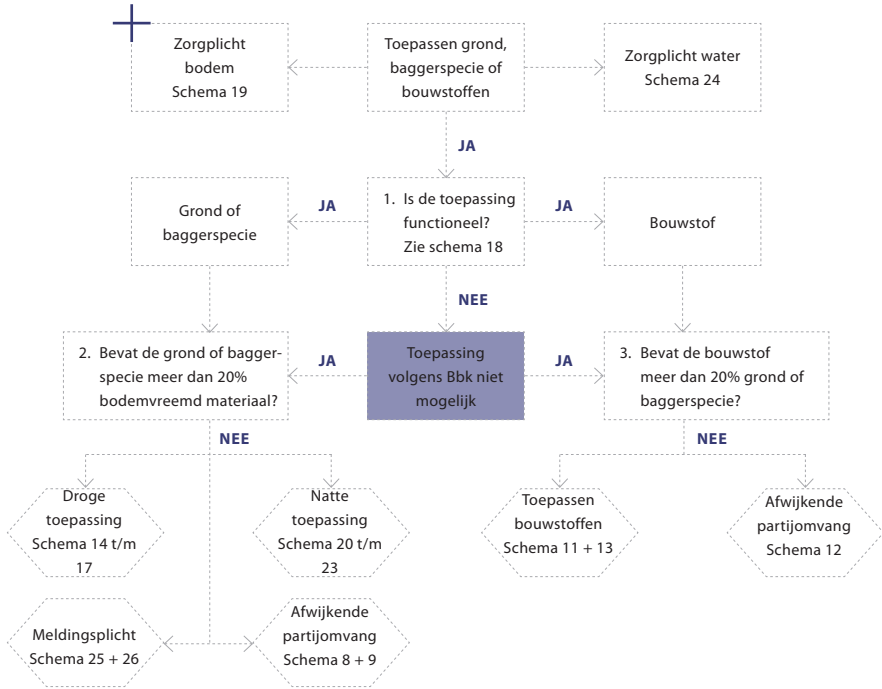 Zorgplicht
bodem
Schema 19
Toepassen grond,
baggerspecie of
bouwstoffen
Zorgplicht water
Schema 24
JA
Grond of
baggerspecie
JA
1. Is de toepassing
functioneel?
Zie schema 18
JA
Bouwstof
NEE
2. Bevat de grond of bagger-
specie meer dan 20%
bodemvreemd materiaal?
JA
Toepassing
volgens Bbk niet
mogelijk
JA
3. Bevat de bouwstof
meer dan 20% grond of
baggerspecie?
NEE
NEE
Droge
toepassing
Schema 14 t/m
17
Natte
toepassing
Schema 20 t/m
23
Toepassen
bouwstoffen
Schema 11 + 13
Afwijkende
partijomvang
Schema 12
Meldingsplicht
Schema 25 + 26
Afwijkende
partijomvang
Schema 8 + 9